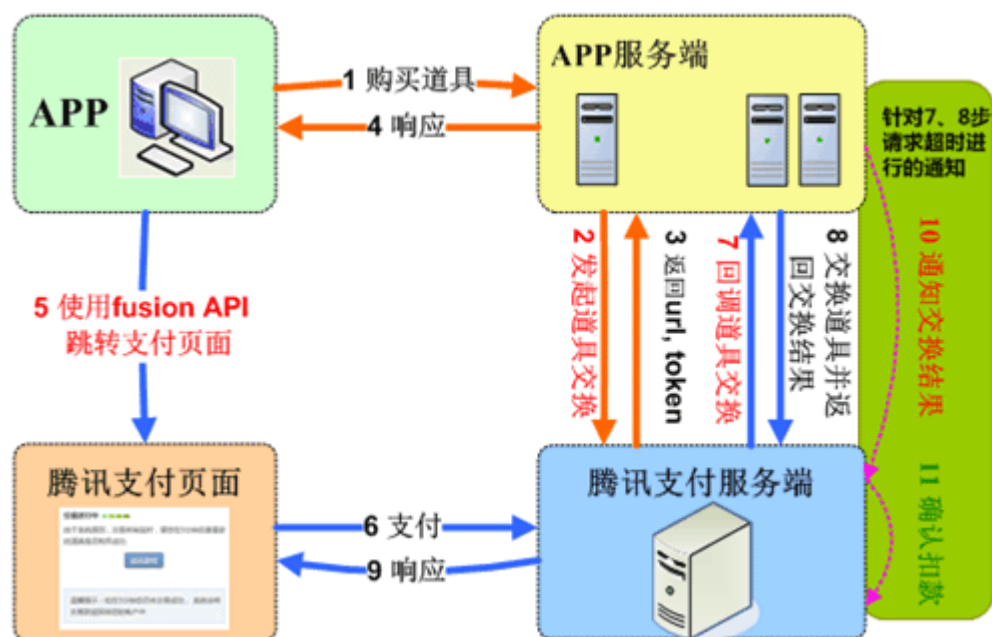 APP
1 购买道具
4 响应
APP服务端
针对7、8步
请求超时进
行的通知
5 使用fusion API
跳转支付页面
2 发起道具交换
3 返回url, token
7 回调道具交换
8 交换道具并返
回交换结果
10 通知交换结果
11 确认扣款
腾讯支付页面
6 支付
9 响应
腾讯支付服务端